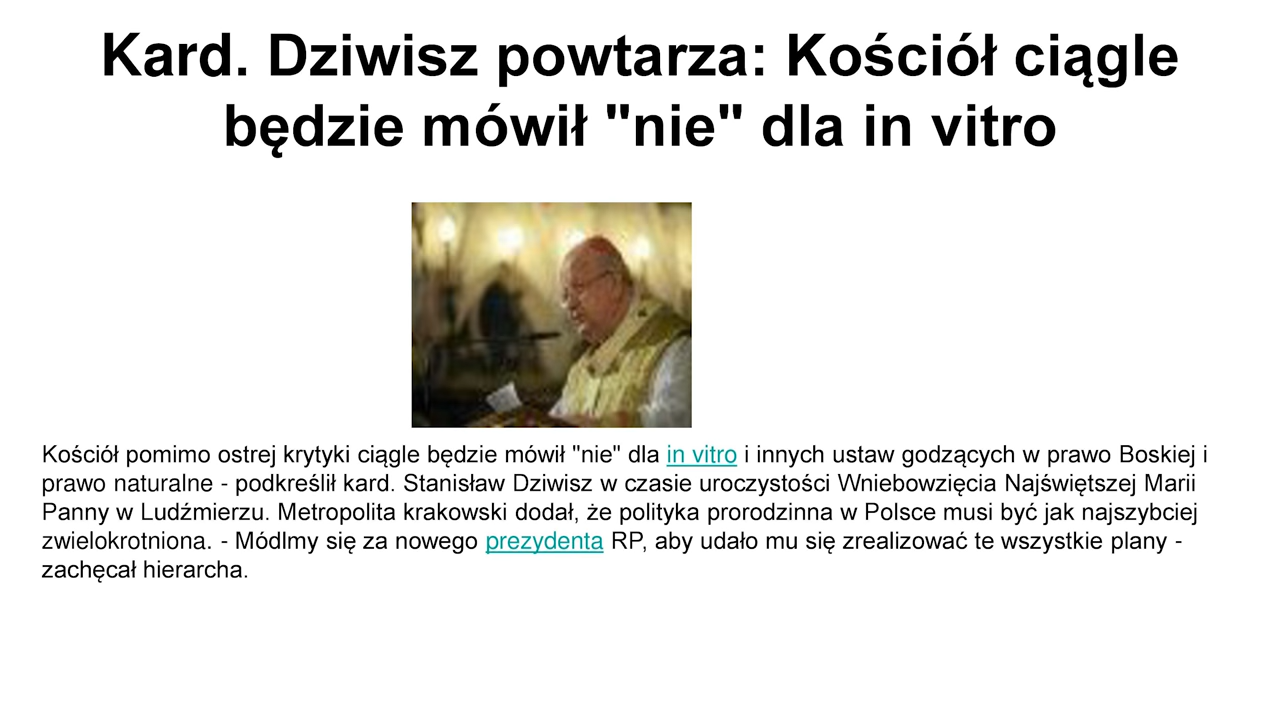 Kard. Dziwisz powtarza: Kościół ciągle
będzie mówił "nie" dla in vitro
Kościół pomimo ostrej krytyki ciągle będzie mówił "nie" dla in vitro i innych ustaw godzących w prawo Boskiej i
prawo naturalne - podkreślił kard. Stanisław Dziwisz w czasie uroczystości Wniebowzięcia Najświętszej Marii
Panny w Ludźmierzu. Metropolita krakowski dodał, że polityka prorodzinna w Polsce musi być jak najszybciej
zwielokrotniona. - Módlmy się za nowego prezydenta RP, aby udało mu się zrealizować te wszystkie plany -
zachęcał hierarcha.